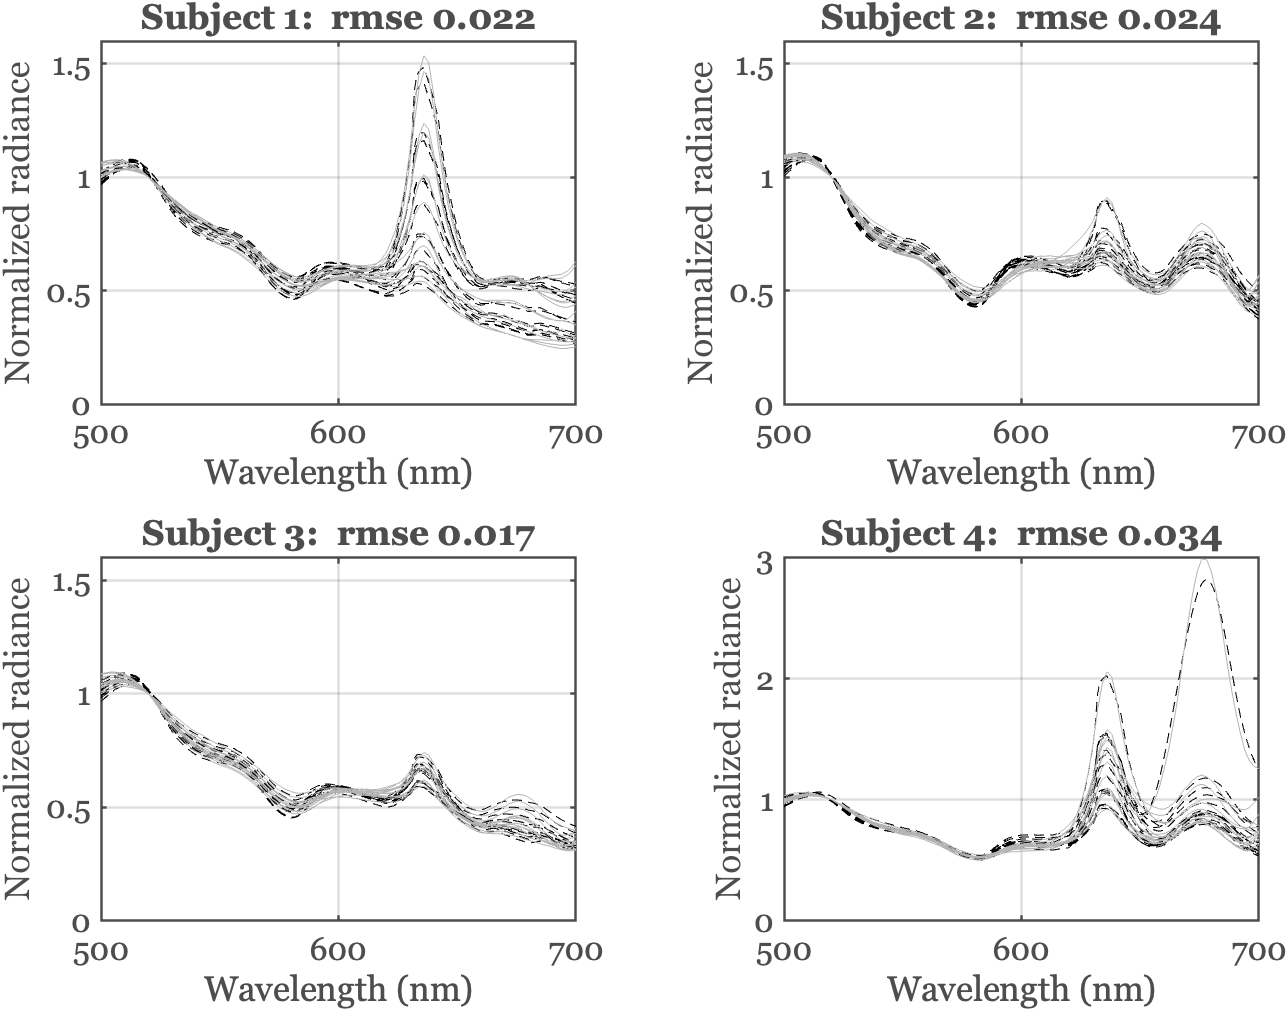 Subject 1: rmse 0.022
Normalized radiance
1.5
1
0.5
0
500 600 700
Wavelength (nm)
Subject 2: rmse 0.024
Normalized radiance
1.5
1
0.5
0
500 600 700
Wavelength (nm)
Subject 3: rmse 0.017
Normalized radiance
1.5
1
0.5
0
500 600 700
Wavelength (nm)
Subject 4: rmse 0.034
Normalized radiance
3
2
1
0
500 600 700
Wavelength (nm)